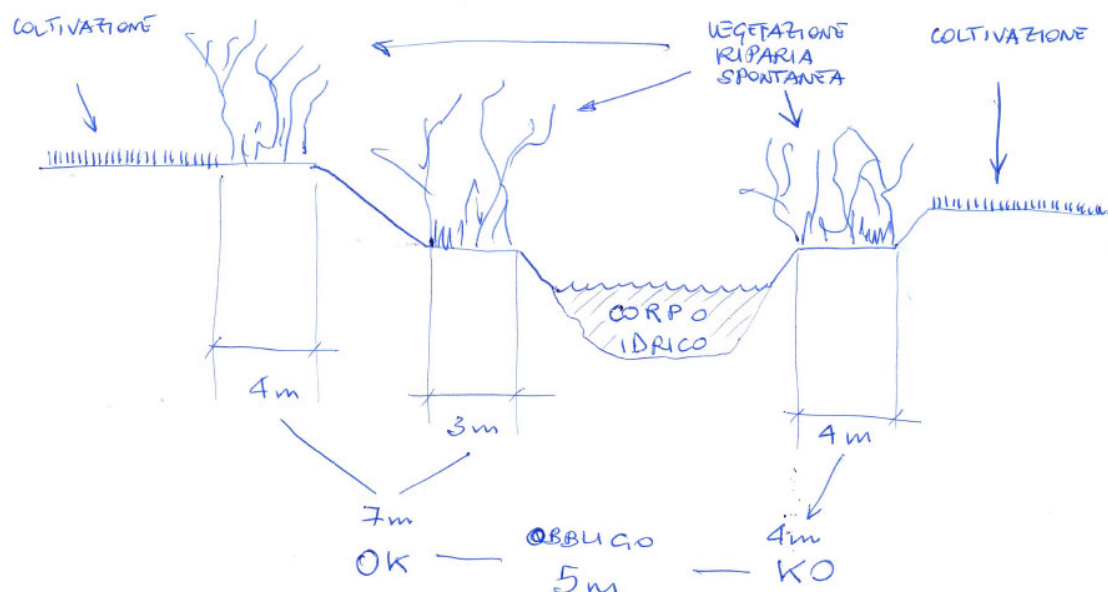 COLTIVAZIONE
VEGETAZIONE
RIPARIA
SPONTANEA
COLTIVAZIONE
CORPO
IDRICO
4m
3m
4m
7m
4m
OBBLIGO
OK — 5m — KO